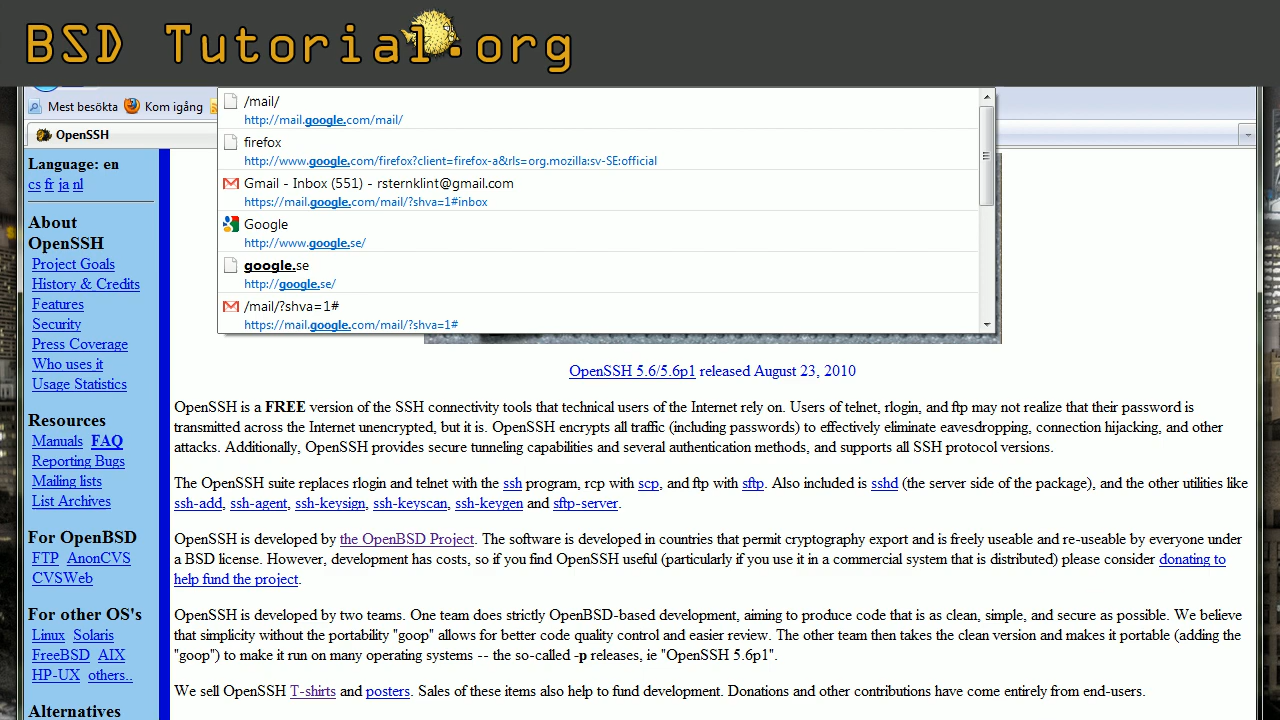 BSD Tutorial.org
Mest besökta Kom igång
OpenSSH
/mail/
http://mail.google.com/mail/
firefox
http://www.google.com/firefox?client=firefox-a&rls=org.mozilla:sv-SE:official
Gmail - Inbox (551) - rsternklint@gmail.com
https://mail.google.com/mail/?shva=1#inbox
Google
http://www.google.se/
google.se
http://google.se/
/mail/?shva=1#
https://mail.google.com/mail/?shva=1#
Language: en
cs fr ja nl
About
OpenSSH
Project Goals
History & Credits
Features
Security
Press Coverage
Who uses it
Usage Statistics
Resources
Manuals FAQ
Reporting Bugs
Mailing lists
List Archives
For OpenBSD
FTP AnonCVS
CVSWeb
For other OS's
Linux Solaris
FreeBSD AIX
HP-UX others..
Alternatives
OpenSSH 5.6/5.6p1 released August 23, 2010
OpenSSH is a FREE version of the SSH connectivity tools that technical users of the Internet rely on. Users of telnet, rlogin, and ftp may not realize that their password is
transmitted across the Internet unencrypted, but it is. OpenSSH encrypts all traffic (including passwords) to effectively eliminate eavesdropping, connection hijacking, and other
attacks. Additionally, OpenSSH provides secure tunneling capabilities and several authentication methods, and supports all SSH protocol versions.
The OpenSSH suite replaces rlogin and telnet with the ssh program, rcp with scp, and ftp with sftp. Also included is sshd (the server side of the package), and the other utilities like
ssh-add, ssh-agent, ssh-keysign, ssh-keyscan, ssh-keygen and sftp-server.
OpenSSH is developed by the OpenBSD Project. The software is developed in countries that permit cryptography export and is freely useable and re-useable by everyone under
a BSD license. However, development has costs, so if you find OpenSSH useful (particularly if you use it in a commercial system that is distributed) please consider donating to
help fund the project.
OpenSSH is developed by two teams. One team does strictly OpenBSD-based development, aiming to produce code that is as clean, simple, and secure as possible. We believe
that simplicity without the portability "goop" allows for better code quality control and easier review. The other team then takes the clean version and makes it portable (adding the
"goop") to make it run on many operating systems -- the so-called -p releases, ie "OpenSSH 5.6p1".
We sell OpenSSH T-shirts and posters. Sales of these items also help to fund development. Donations and other contributions have come entirely from end-users.